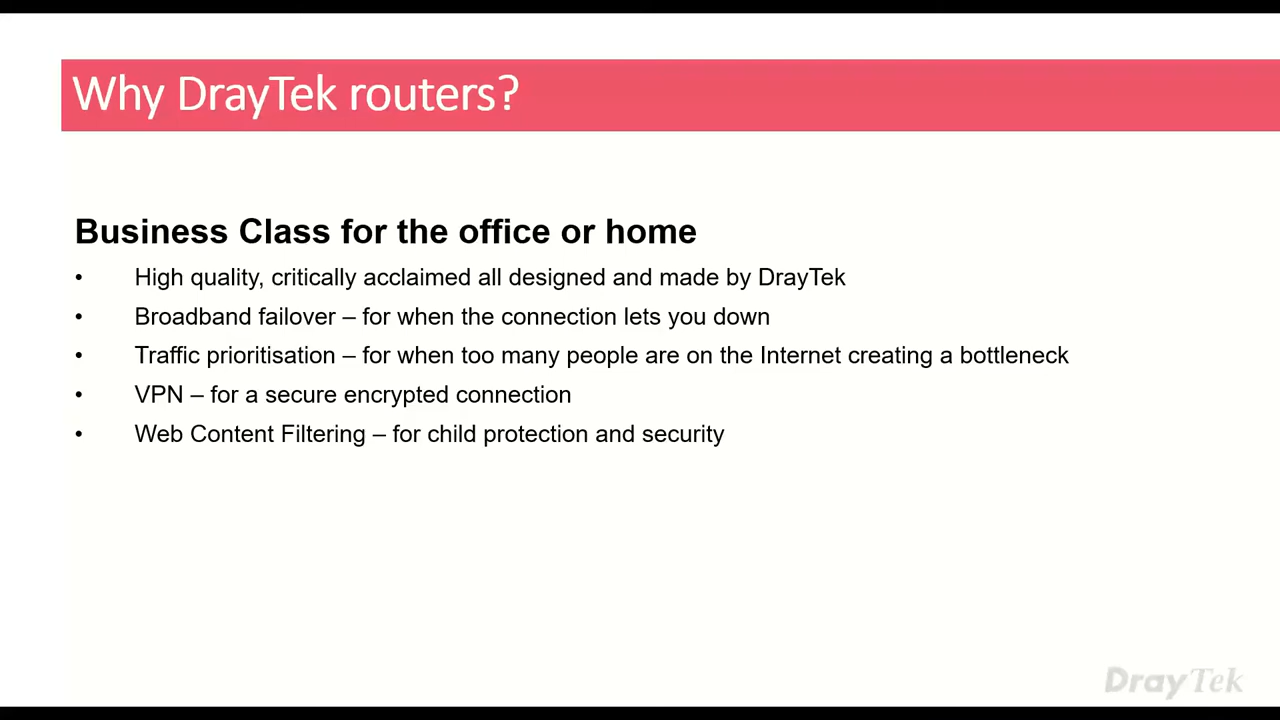 Why DrayTek routers?
Business Class for the office or home
• High quality, critically acclaimed all designed and made by DrayTek
• Broadband failover – for when the connection lets you down
• Traffic prioritisation – for when too many people are on the Internet creating a bottleneck
• VPN – for a secure encrypted connection
• Web Content Filtering – for child protection and security
DrayTek